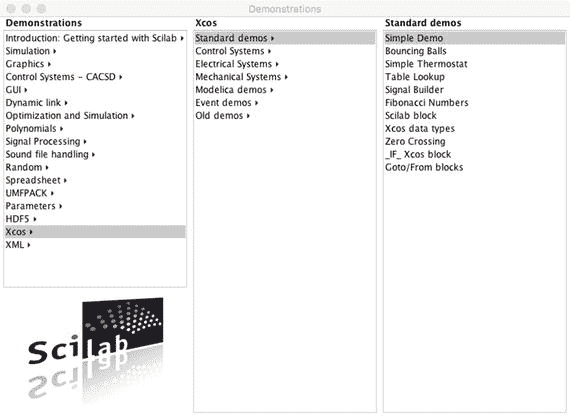 Demonstrations
Demonstrations
Introduction: Getting started with Scilab
Simulation
Graphics
Control Systems - CACSD
GUI
Dynamic link
Optimization and Simulation
Polynomials
Signal Processing
Sound file handling
Random
Spreadsheet
UMFPACK
Parameters
HDF5
Xcos
XML
Scilab
Xcos
Standard demos
Control Systems
Electrical Systems
Mechanical Systems
Modelica demos
Event demos
Old demos
Standard demos
Simple Demo
Bouncing Balls
Simple Thermostat
Table Lookup
Signal Builder
Fibonacci Numbers
Scilab block
Xcos data types
Zero Crossing
_IF_ Xcos block
Goto/From blocks